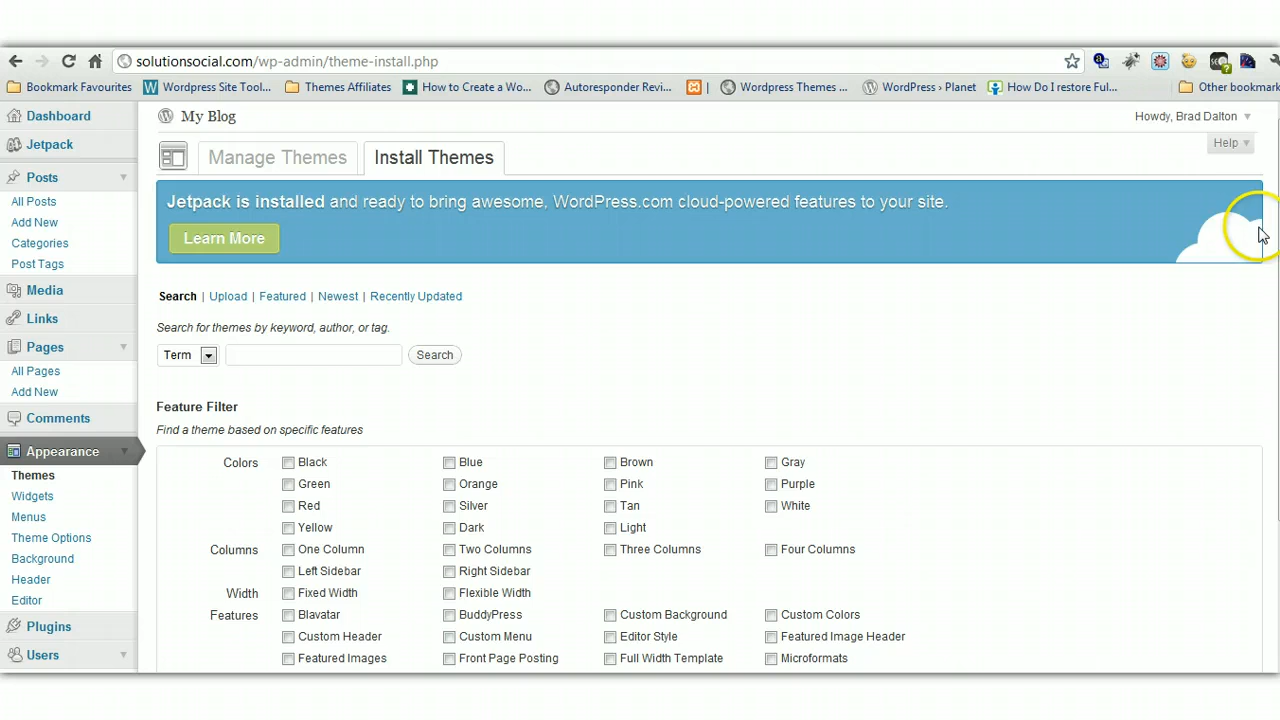 solutionsocial.com/wp-admin/theme-install.php
Bookmark Favourites Wordpress Site Tool... Themes Affiliates How to Create a Wo... Autoresponder Revi... | Wordpress Themes ... WordPress › Planet How Do I restore Ful... Other bookmark
Dashboard
Jetpack
Posts
All Posts
Add New
Categories
Post Tags
Media
Links
Pages
All Pages
Add New
Comments
Appearance
Themes
Widgets
Menus
Theme Options
Background
Header
Editor
Plugins
Users
My Blog
Howdy, Brad Dalton
Help
Manage Themes Install Themes
Jetpack is installed and ready to bring awesome, WordPress.com cloud-powered features to your site.
Learn More
Search | Upload | Featured | Newest | Recently Updated
Search for themes by keyword, author, or tag.
Term Search
Feature Filter
Find a theme based on specific features
Colors Black Blue Brown Gray
Green Orange Pink Purple
Red Silver Tan White
Yellow Dark Light
Columns One Column Two Columns Three Columns Four Columns
Left Sidebar Right Sidebar
Width Fixed Width Flexible Width
Features Blavatar BuddyPress Custom Background Custom Colors
Custom Header Custom Menu Editor Style Featured Image Header
Featured Images Front Page Posting Full Width Template Microformats